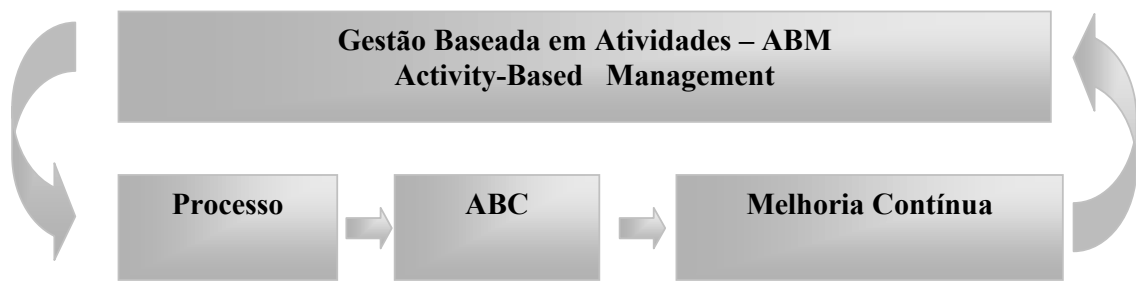 Gestão Baseada em Atividades – ABM
Activity-Based Management
Processo
ABC
Melhoria Contínua